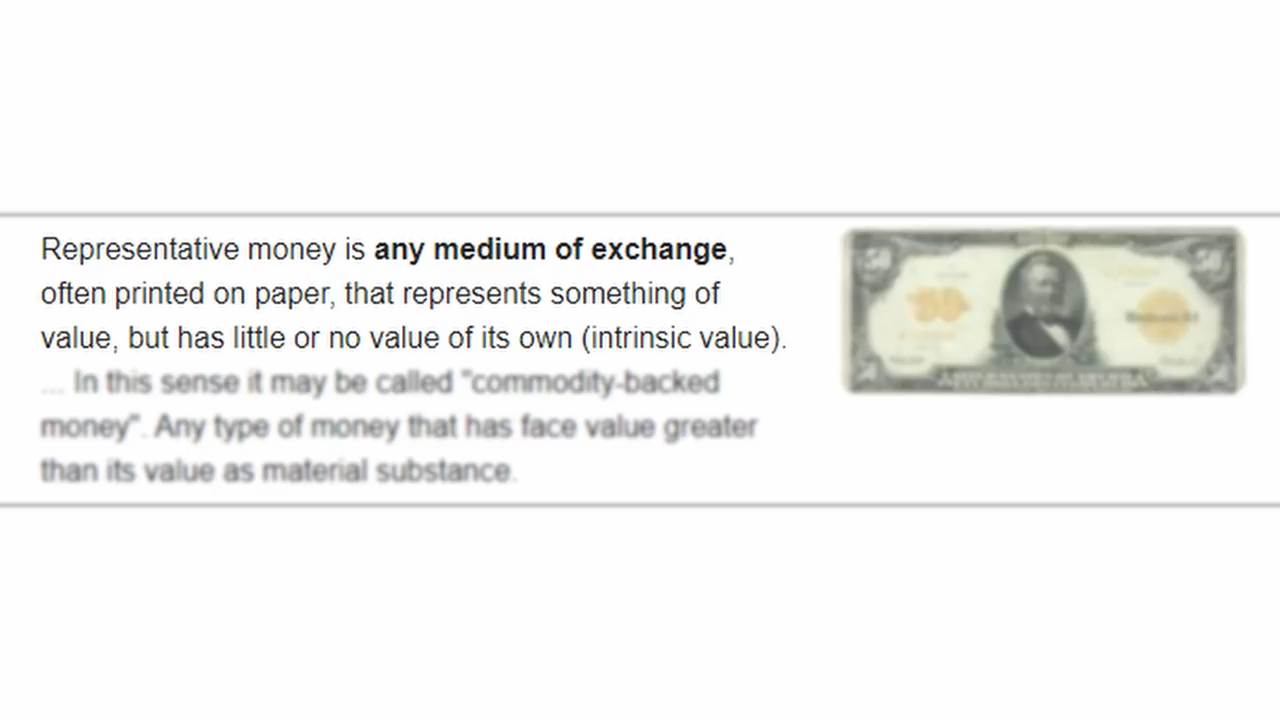 Representative money is any medium of exchange,
often printed on paper, that represents something of
value, but has little or no value of its own (intrinsic value).
... In this sense it may be called "commodity-backed
money". Any type of money that has face value greater
than its value as material substance.